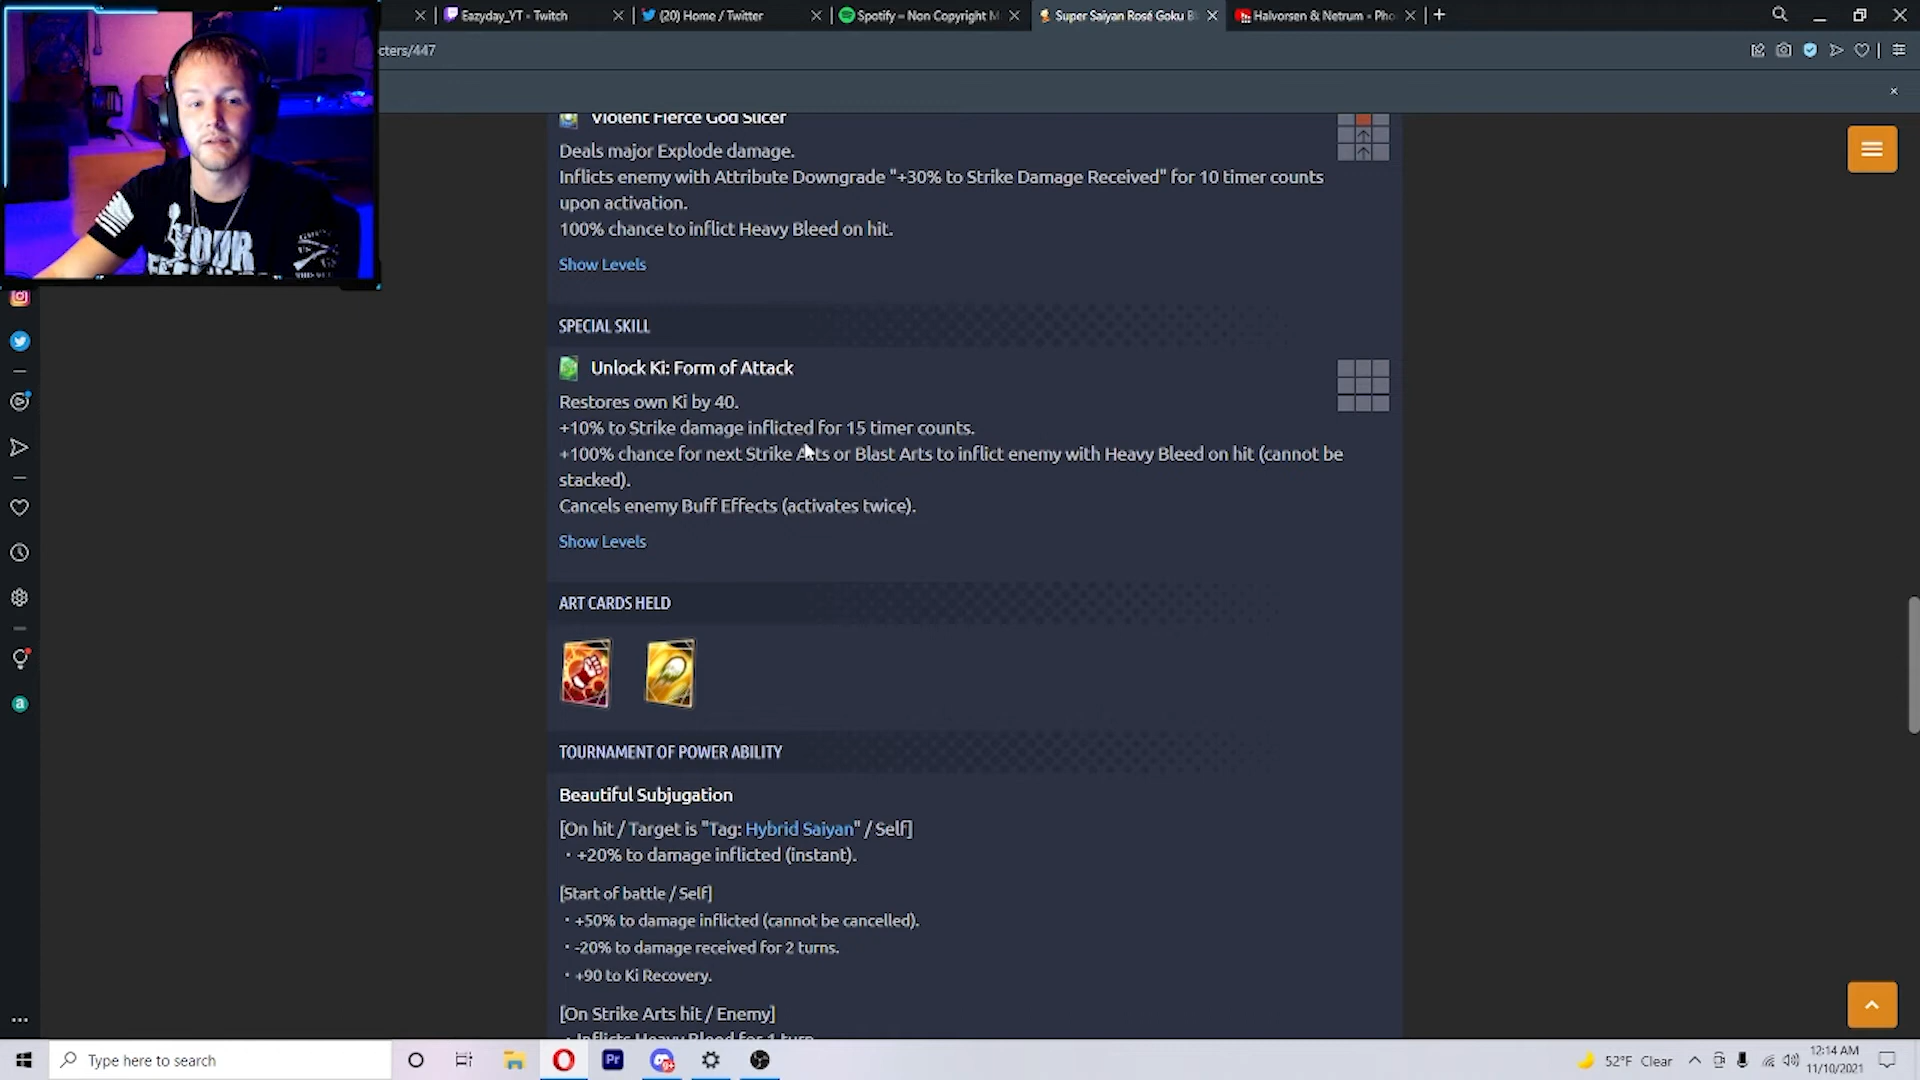 Eazyday_YT - Twitch
(20) Home / Twitter
Spotify – Non Copyright M
Super Saiyan Rosé Goku B
Halvorsen & Netrum - Pho
cters/447
Violent Fierce God Slicer
Deals major Explode damage.
Inflicts enemy with Attribute Downgrade "+30% to Strike Damage Received" for 10 timer counts
upon activation.
100% chance to inflict Heavy Bleed on hit.
Show Levels
SPECIAL SKILL
Unlock Ki: Form of Attack
Restores own Ki by 40.
+10% to Strike damage inflicted for 15 timer counts.
+100% chance for next Strike Arts or Blast Arts to inflict enemy with Heavy Bleed on hit (cannot be
stacked).
Cancels enemy Buff Effects (activates twice).
Show Levels
ART CARDS HELD
TOURNAMENT OF POWER ABILITY
Beautiful Subjugation
[On hit / Target is "Tag: Hybrid Saiyan" / Self]
・+20% to damage inflicted (instant).
[Start of battle / Self]
・+50% to damage inflicted (cannot be cancelled).
・-20% to damage received for 2 turns.
・+90 to Ki Recovery.
[On Strike Arts hit / Enemy]
・Inflicts Heavy Bleed for 1 turn
YOUR
a
Type here to search
Pr
52°F Clear
12:14 AM
11/10/2021